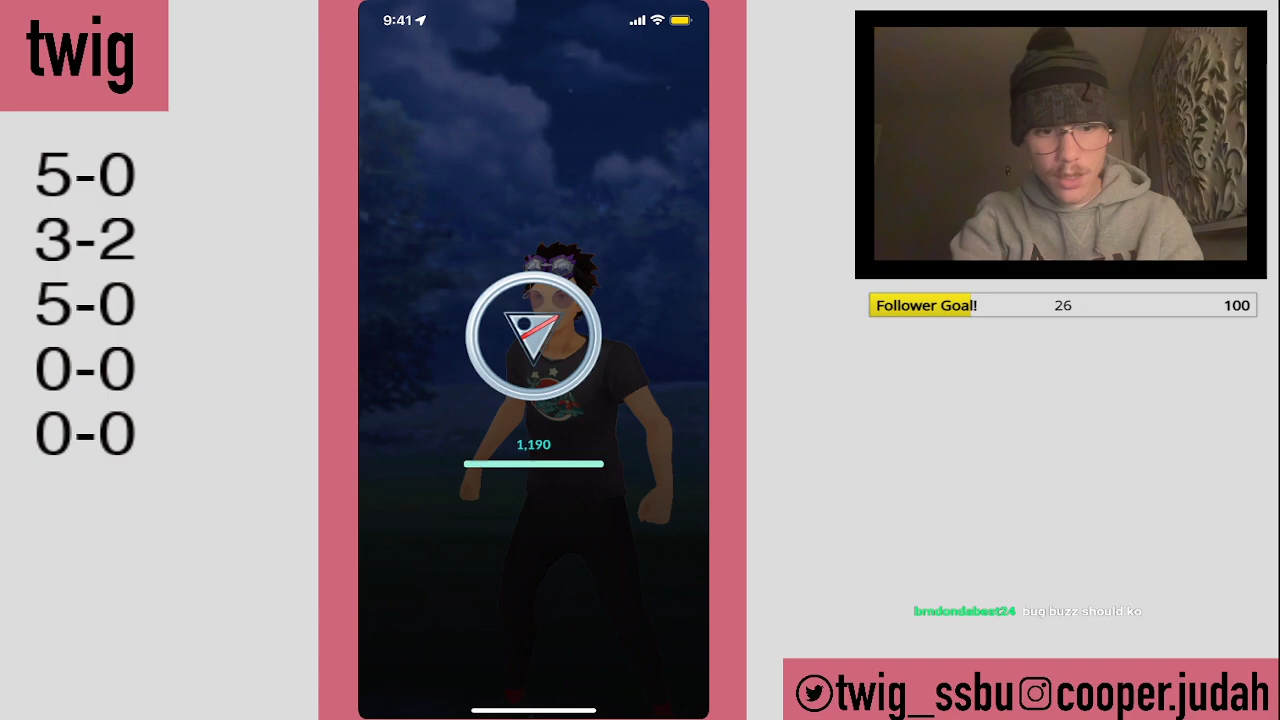 twig
9:41
5-0
3-2
5-0
0-0
0-0
1,190
Follower Goal! 26 100
brndondabest24 bug buzz should ko
twig_ssbu cooper.judah